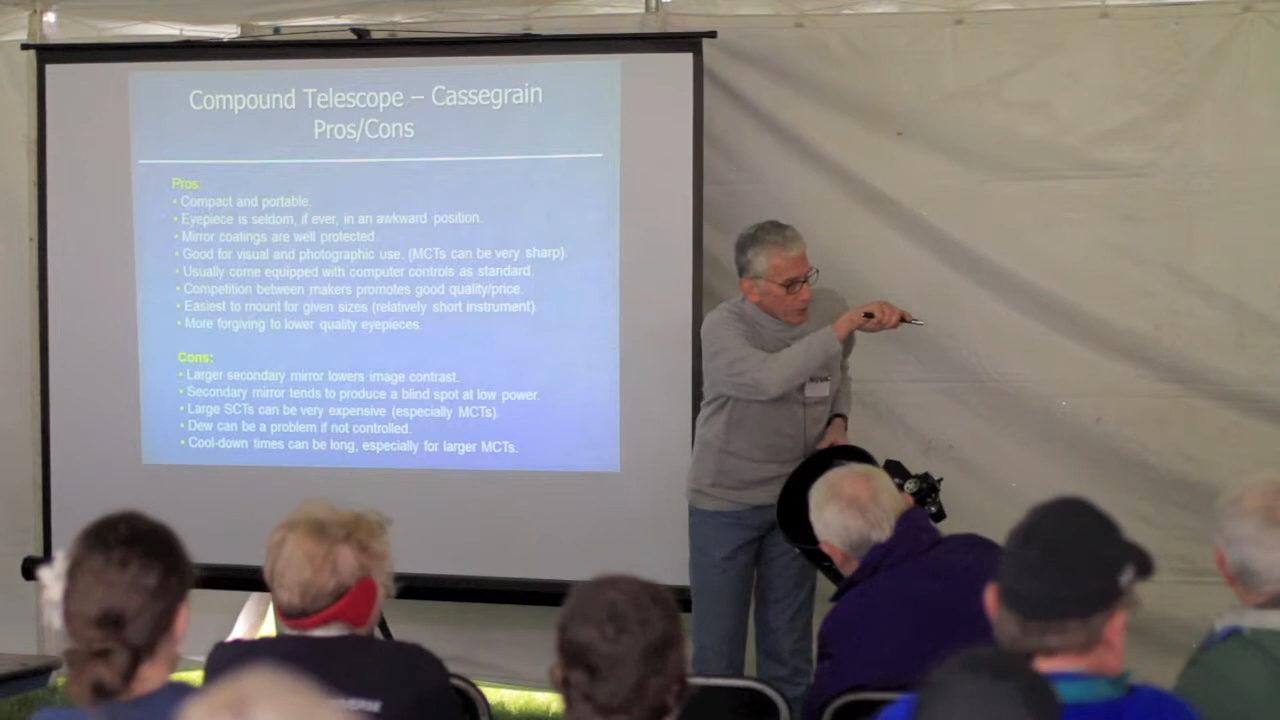 Compound Telescope – Cassegrain
Pros/Cons
Pros:
• Compact and portable.
• Eyepiece is seldom, if ever, in an awkward position.
• Mirror coatings are well protected.
• Good for visual and photographic use. (MCTs can be very sharp).
• Usually come equipped with computer controls as standard.
• Competition between makers promotes good quality/price.
• Easiest to mount for given sizes (relatively short instrument).
• More forgiving to lower quality eyepieces.
Cons:
• Larger secondary mirror lowers image contrast.
• Secondary mirror tends to produce a blind spot at low power.
• Large SCTs can be very expensive (especially MCTs).
• Dew can be a problem if not controlled.
• Cool-down times can be long, especially for larger MCTs.